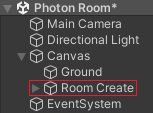 Photon Room*
Main Camera
Directional Light
Canvas
Ground
Room Create
EventSystem